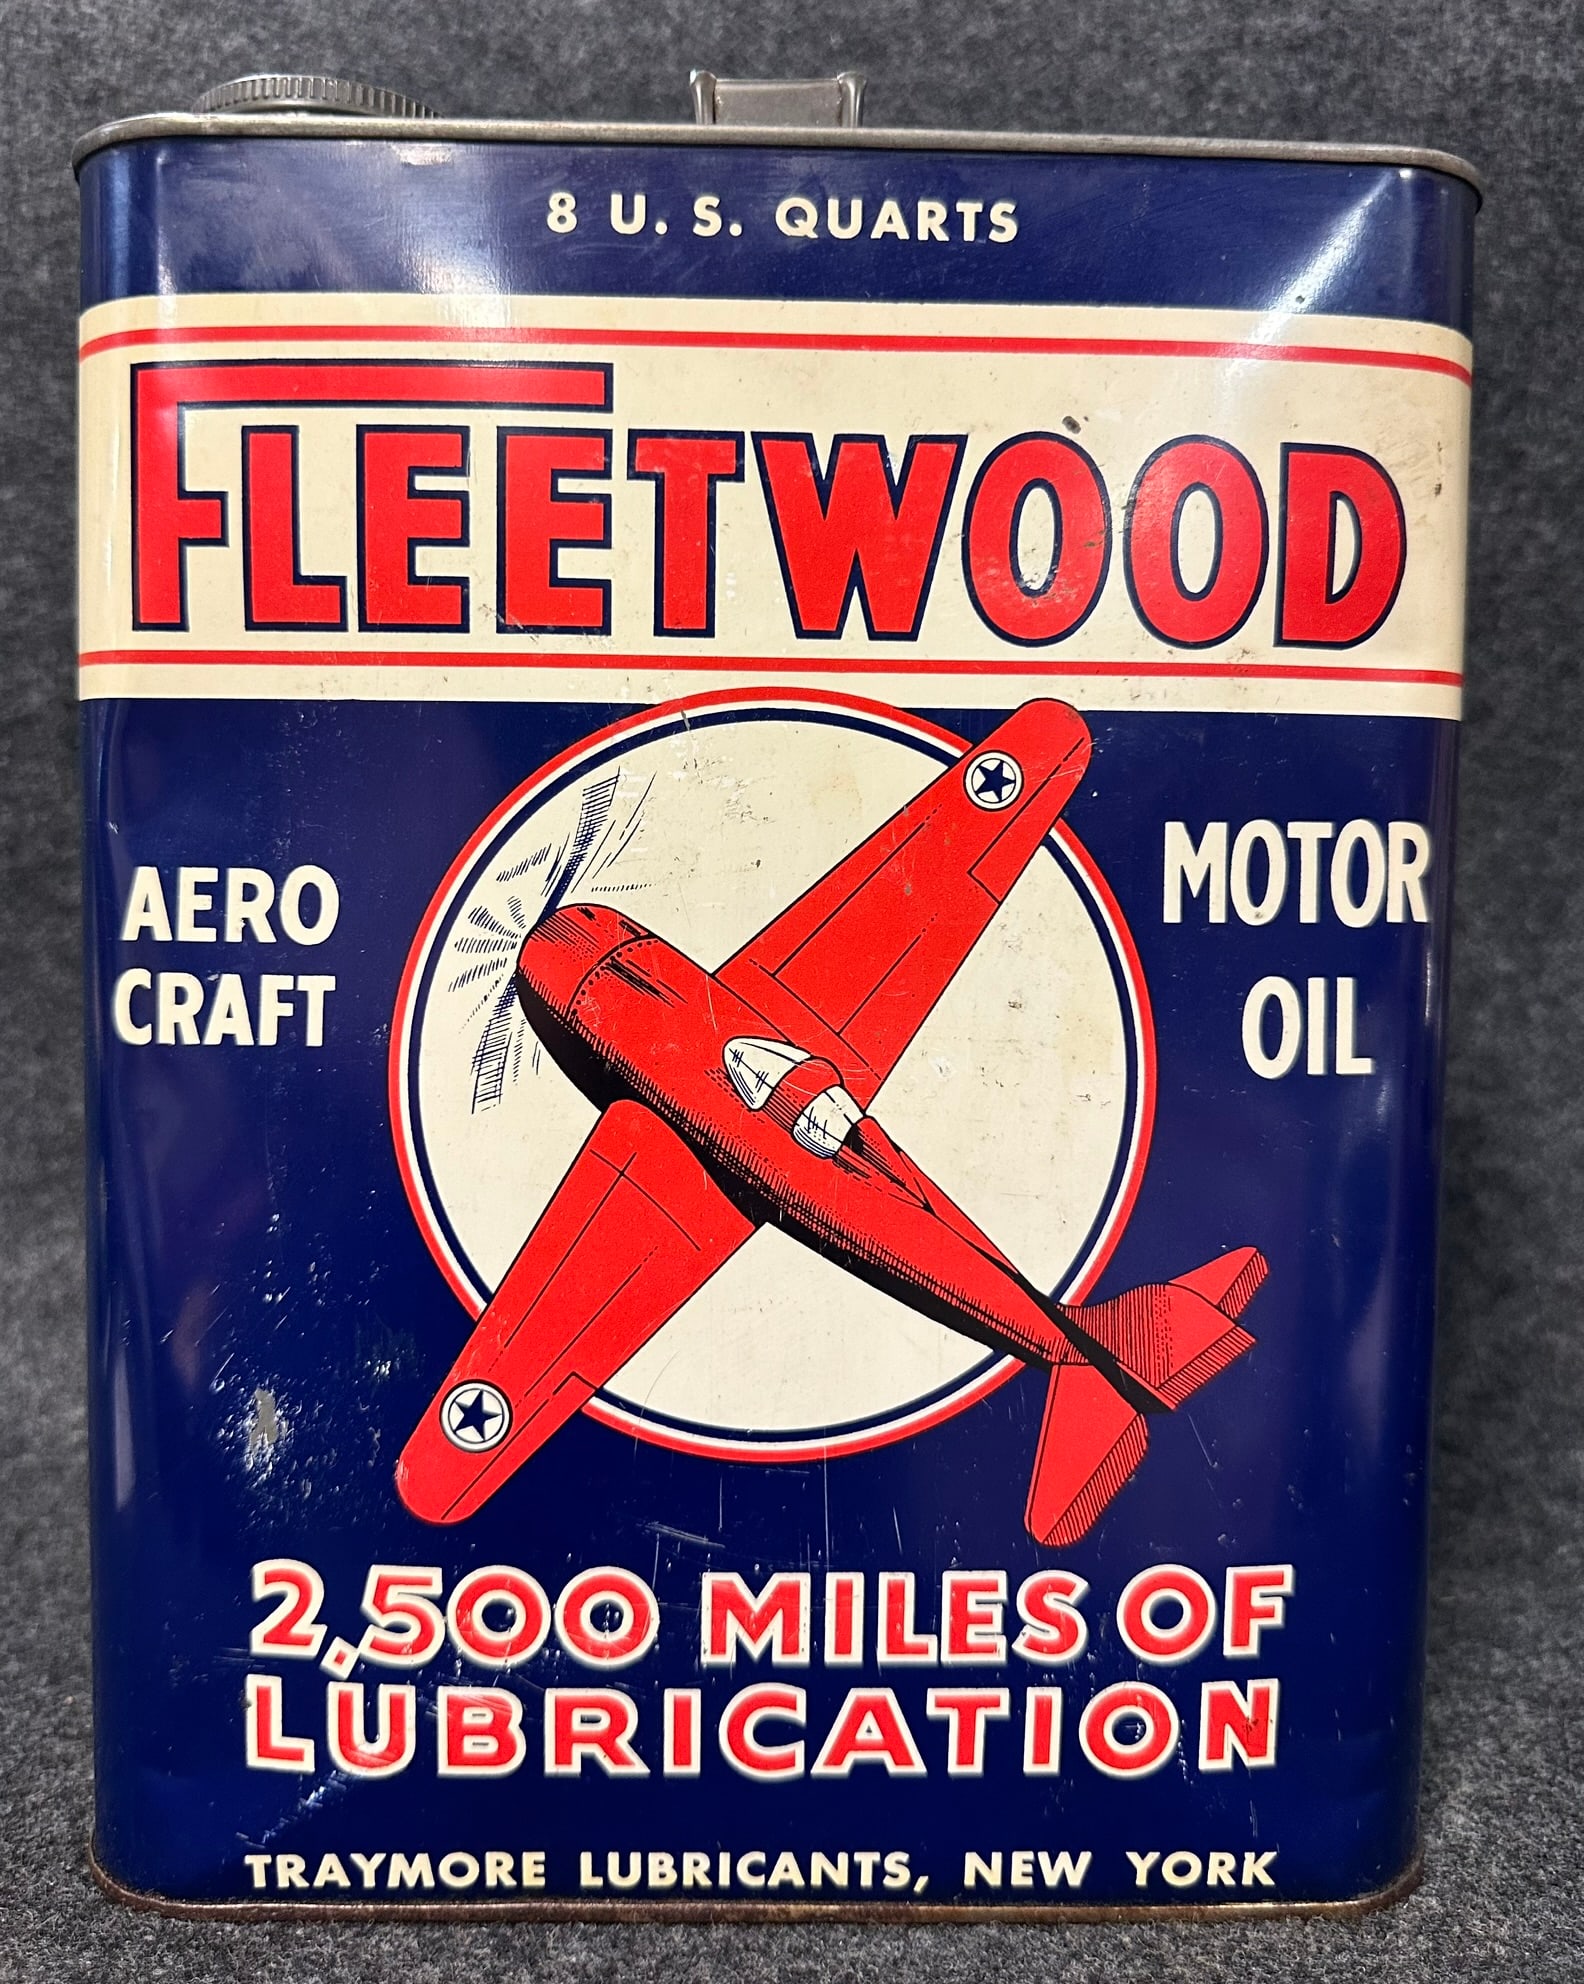 8 U. S. QUARTS
FLEETWOOD
AERO
CRAFT
MOTOR
OIL
2,500 MILES OF
LUBRICATION
TRAYMORE LUBRICANTS, NEW YORK